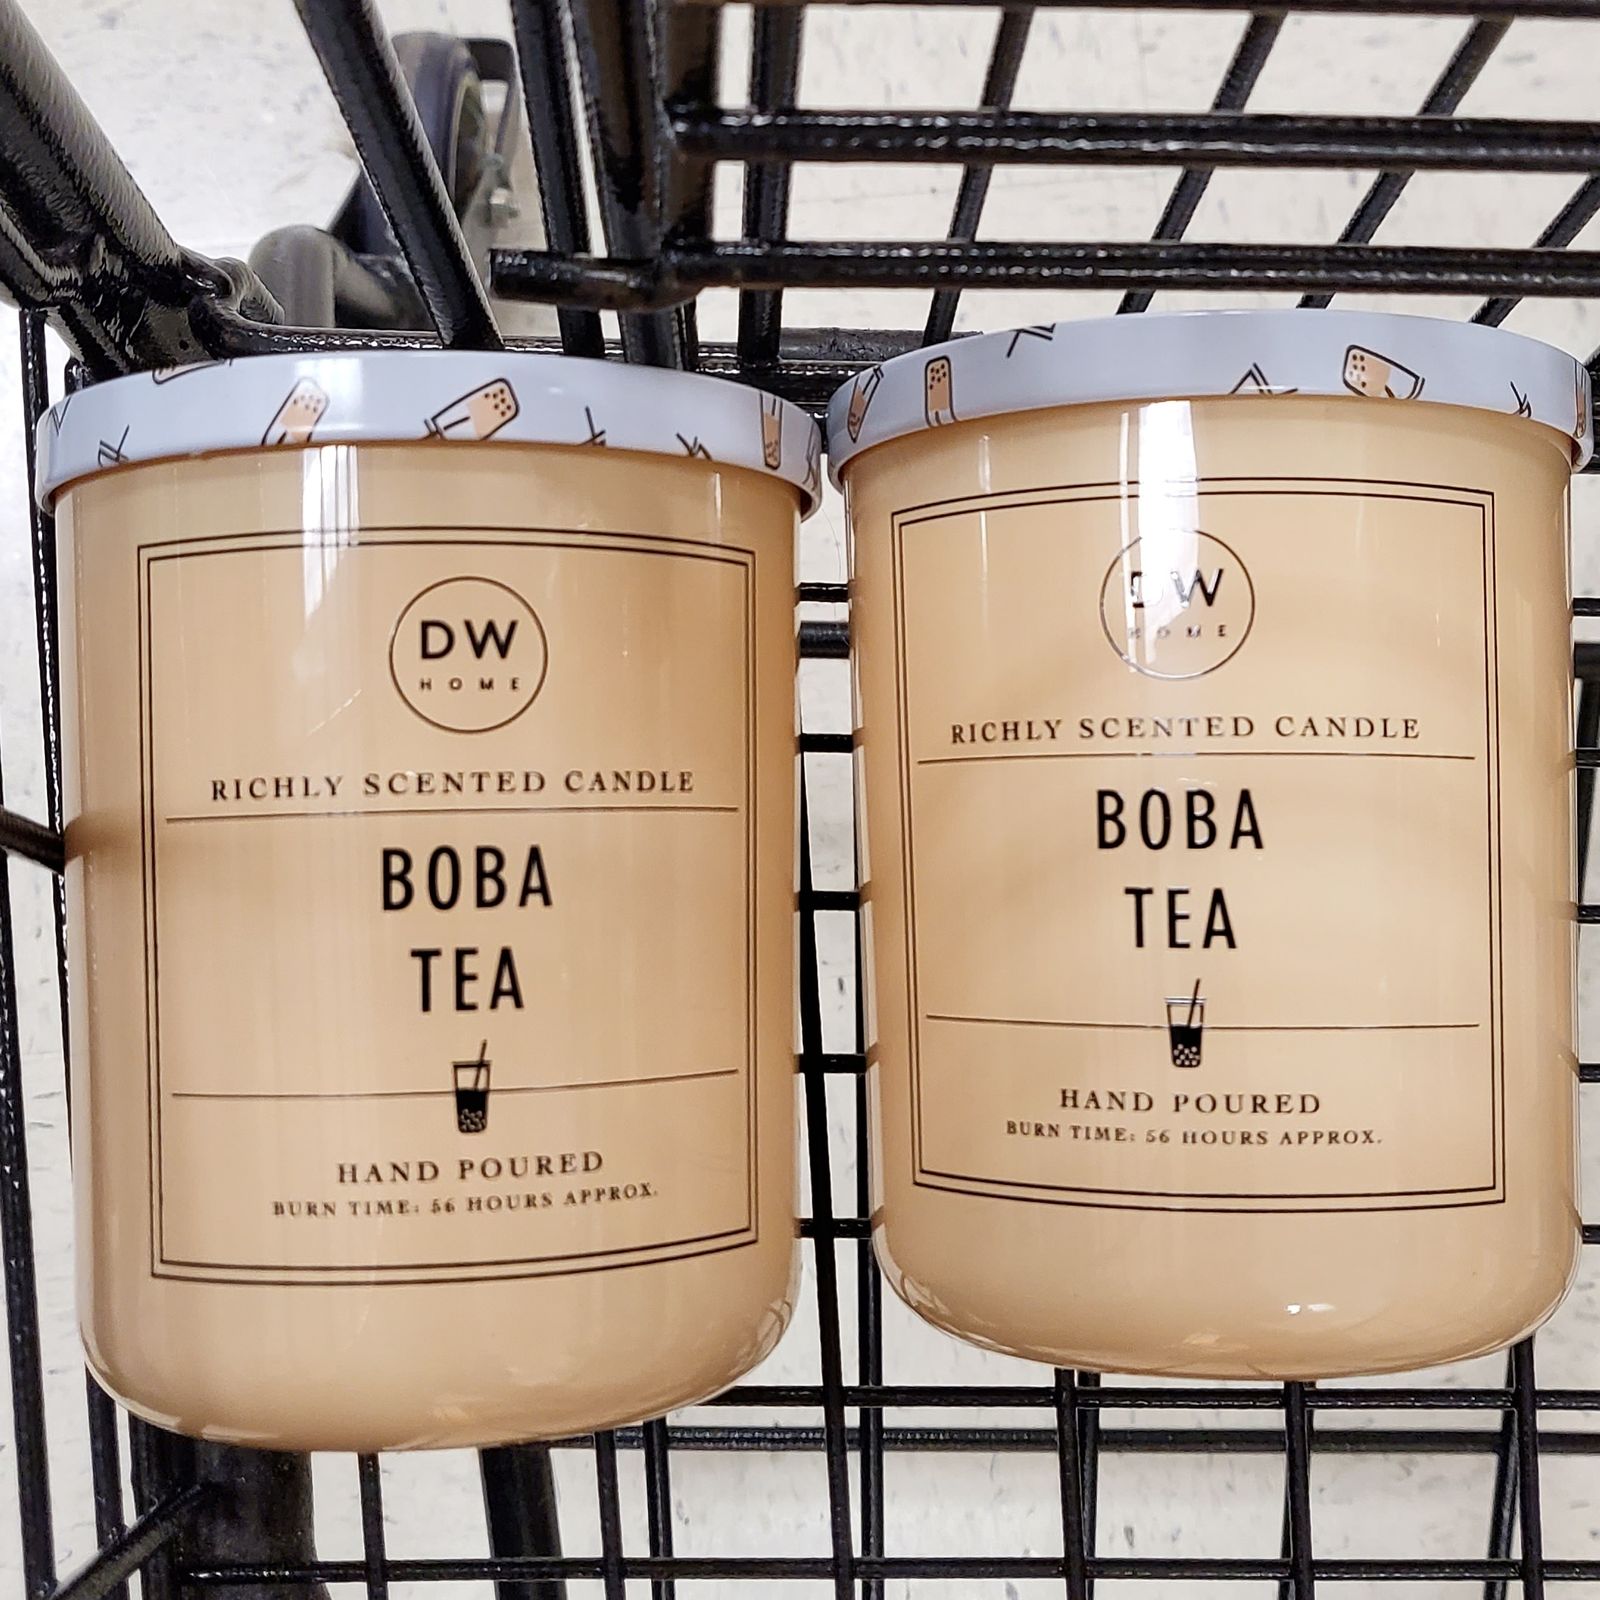 DW
HOME
RICHLY SCENTED CANDLE
BOBA
TEA
HAND POURED
BURN TIME: 56 HOURS APPROX.
DW
HOME
RICHLY SCENTED CANDLE
BOBA
TEA
HAND POURED
BURN TIME: 56 HOURS APPROX.